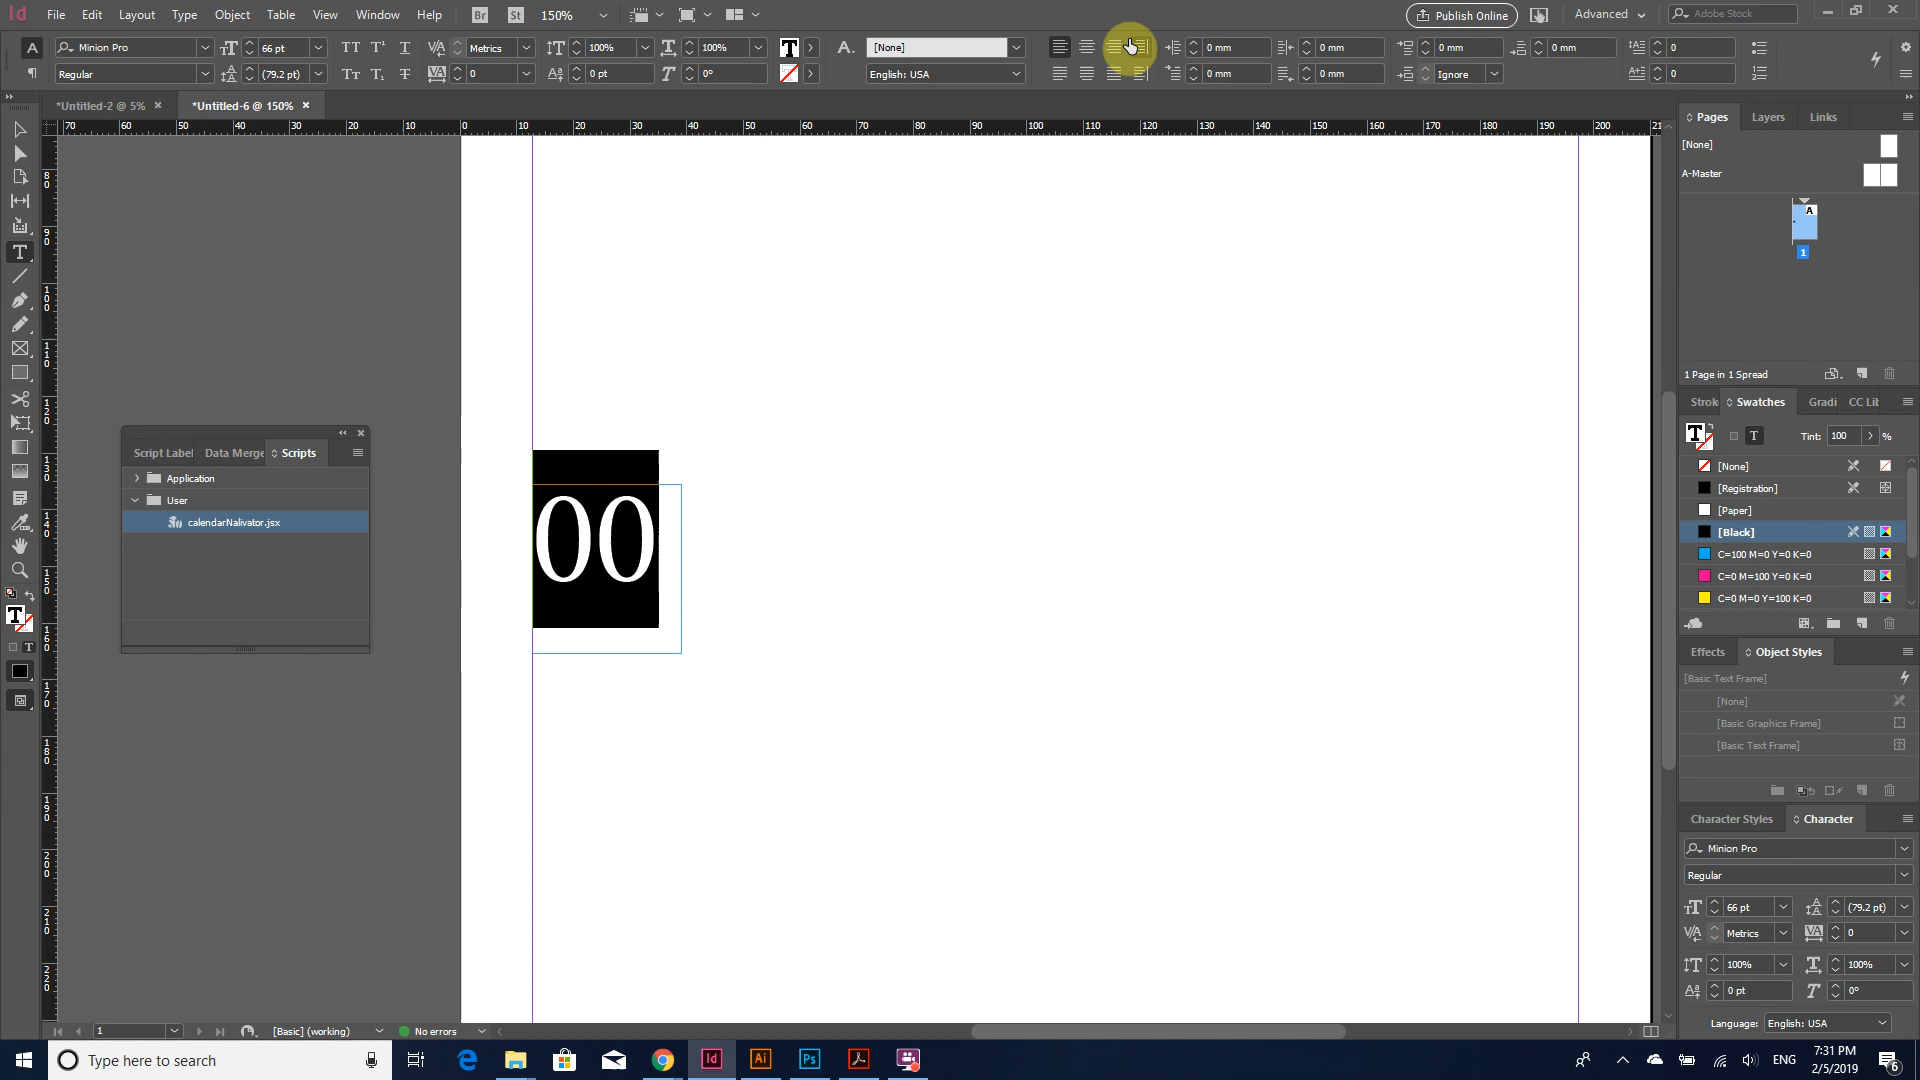 Id File Edit Layout Type Object Table View Window Help Br St 150% Publish Online Advanced Adobe Stock
A Minion Pro 66 pt Metrics 100% 100% [None] 0 mm 0 mm 0 mm 0 mm 0
Regular (79.2 pt) 0 0 pt 0° English: USA 0 mm 0 mm Ignore 0
*Untitled-2 @ 5% × *Untitled-6 @ 150% ×
70 60 50 40 30 20 10 0 10 20 30 40 50 60 70 80 90 100 110 120 130 140 150 160 170 180 190 200 21
80
90
100
110
120
130
140
150
160
170
180
190
200
210
220
Script Label Data Merge Scripts
Application
User
calendarNalivator.jsx
00
Pages Layers Links
[None]
A-Master
A
1
1 Page in 1 Spread
Strok Swatches Gradi CC Lib
T Tint: 100 %
[None]
[Registration]
[Paper]
[Black]
C=100 M=0 Y=0 K=0
C=0 M=100 Y=0 K=0
C=0 M=0 Y=100 K=0
Effects Object Styles
[Basic Text Frame]
[None]
[Basic Graphics Frame]
[Basic Text Frame]
Character Styles Character
Minion Pro
Regular
66 pt (79.2 pt)
Metrics 0
100% 100%
0 pt 0°
Language: English: USA
1 [Basic] (working) No errors
Type here to search Id Ai Ps ENG 7:31 PM
2/5/2019 6